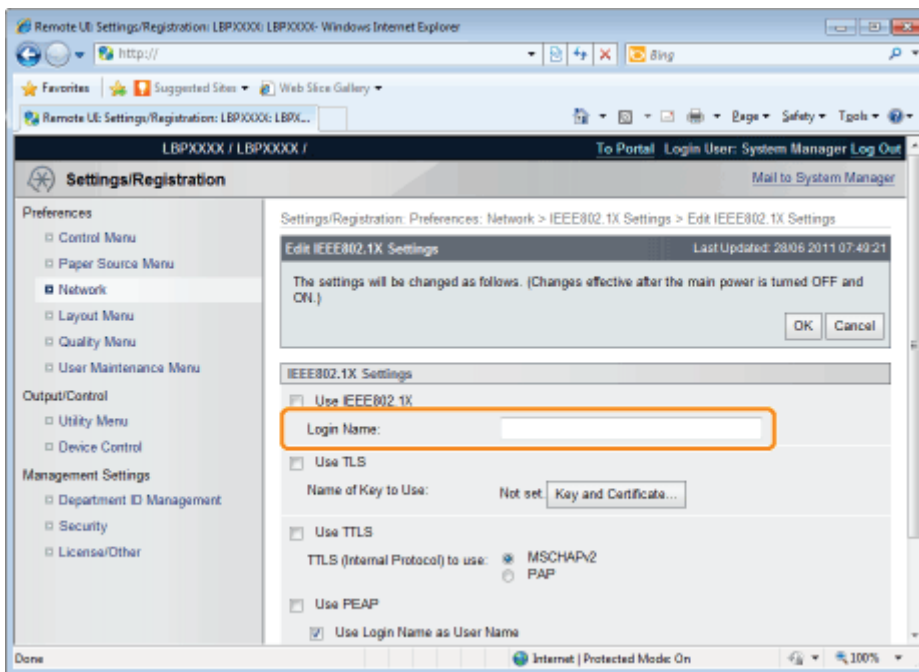 Remote UI: Settings/Registration: LBPXXXX: LBPXXXX- Windows Internet Explorer
http://
Bing
Favorites Suggested Sites Web Slice Gallery
Remote UI: Settings/Registration: LBPXXXX: LBPX... Page Safety Tools
LBPXXXX / LBPXXXX / To Portal Login User: System Manager Log Out
Settings/Registration Mail to System Manager
Preferences
Control Menu
Paper Source Menu
Network
Layout Menu
Quality Menu
User Maintenance Menu
Output/Control
Utility Menu
Device Control
Management Settings
Department ID Management
Security
License/Other
Settings/Registration: Preferences: Network > IEEE802.1X Settings > Edit IEEE802.1X Settings
Edit IEEE802.1X Settings Last Updated: 28/06 2011 07:49:21
The settings will be changed as follows. (Changes effective after the main power is turned OFF and
ON.)
OK Cancel
IEEE802.1X Settings
Use IEEE802.1X
Login Name:
Use TLS
Name of Key to Use: Not set. Key and Certificate...
Use TTLS
TTLS (Internal Protocol) to use: MSCHAPv2
PAP
Use PEAP
Use Login Name as User Name
Done Internet | Protected Mode: On 100%